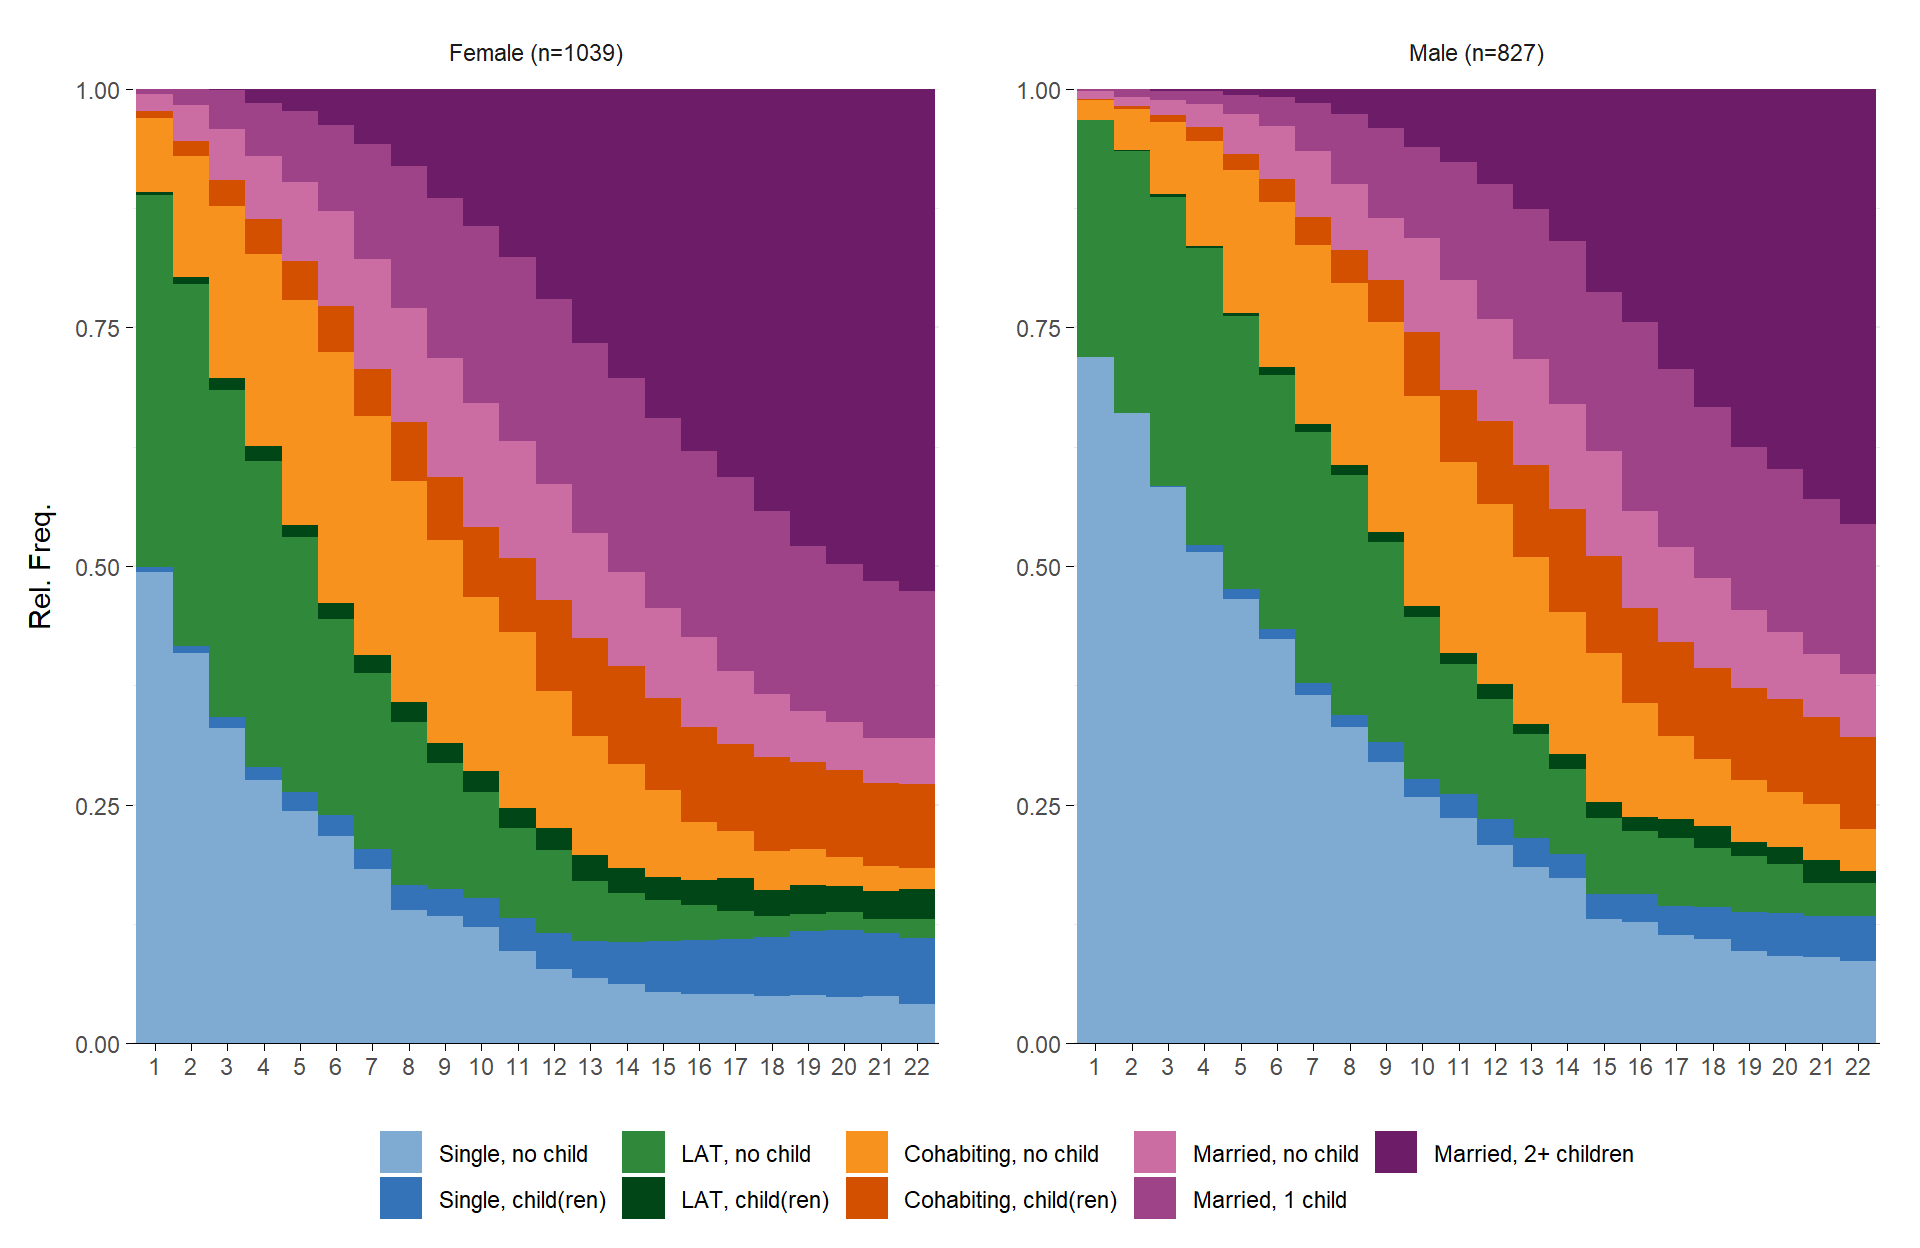 Female (n=1039)
Male (n=827)
Rel. Freq.
1.00
0.75
0.50
0.25
0.00
1 2 3 4 5 6 7 8 9 10 11 12 13 14 15 16 17 18 19 20 21 22
1.00
0.75
0.50
0.25
0.00
1 2 3 4 5 6 7 8 9 10 11 12 13 14 15 16 17 18 19 20 21 22
Single, no child LAT, no child Cohabiting, no child Married, no child Married, 2+ children
Single, child(ren) LAT, child(ren) Cohabiting, child(ren) Married, 1 child